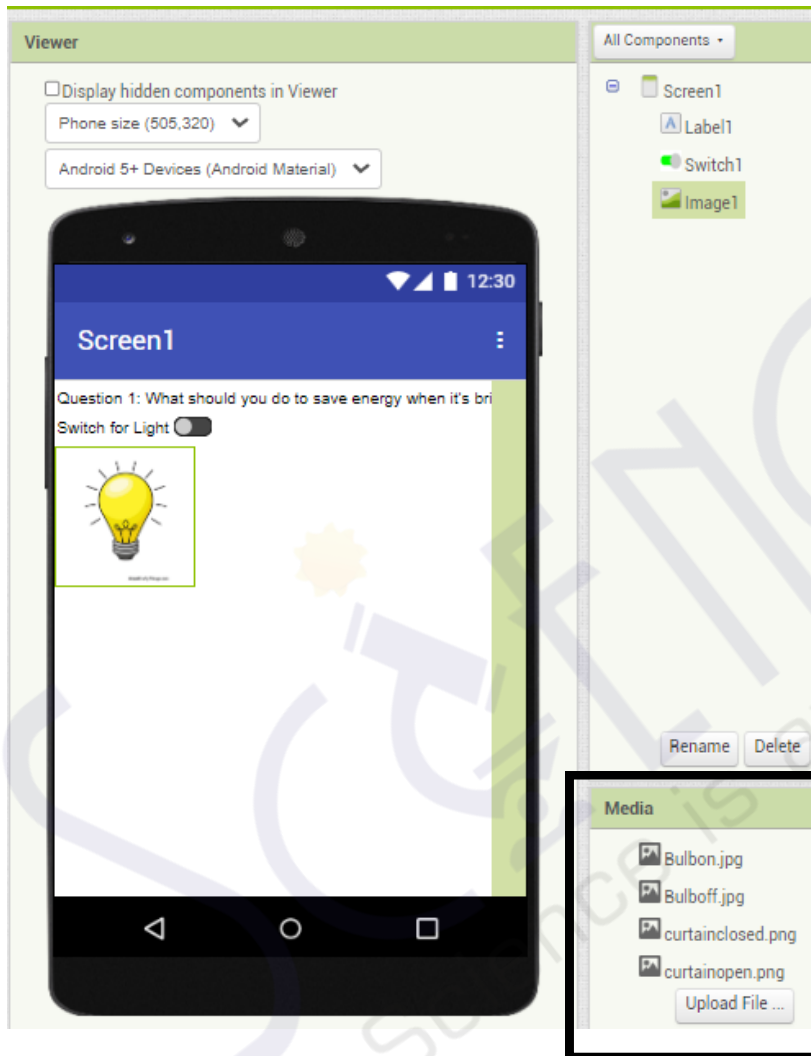 Viewer
Display hidden components in Viewer
Phone size (505,320)
Android 5+ Devices (Android Material)
12:30
Screen1
Question 1: What should you do to save energy when it's bri
Switch for Light
All Components
Screen1
Label1
Switch1
Image1
Rename Delete
Media
Bulbon.jpg
Bulboff.jpg
curtainclosed.png
curtainopen.png
Upload File ...